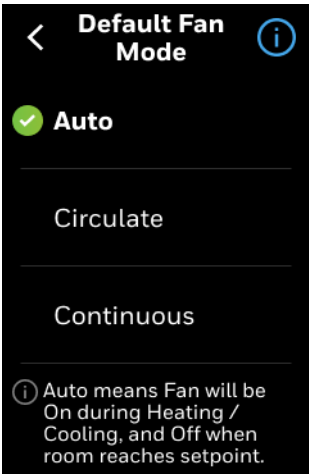 Default Fan
Mode
Auto
Circulate
Continuous
Auto means Fan will be
On during Heating /
Cooling, and Off when
room reaches setpoint.